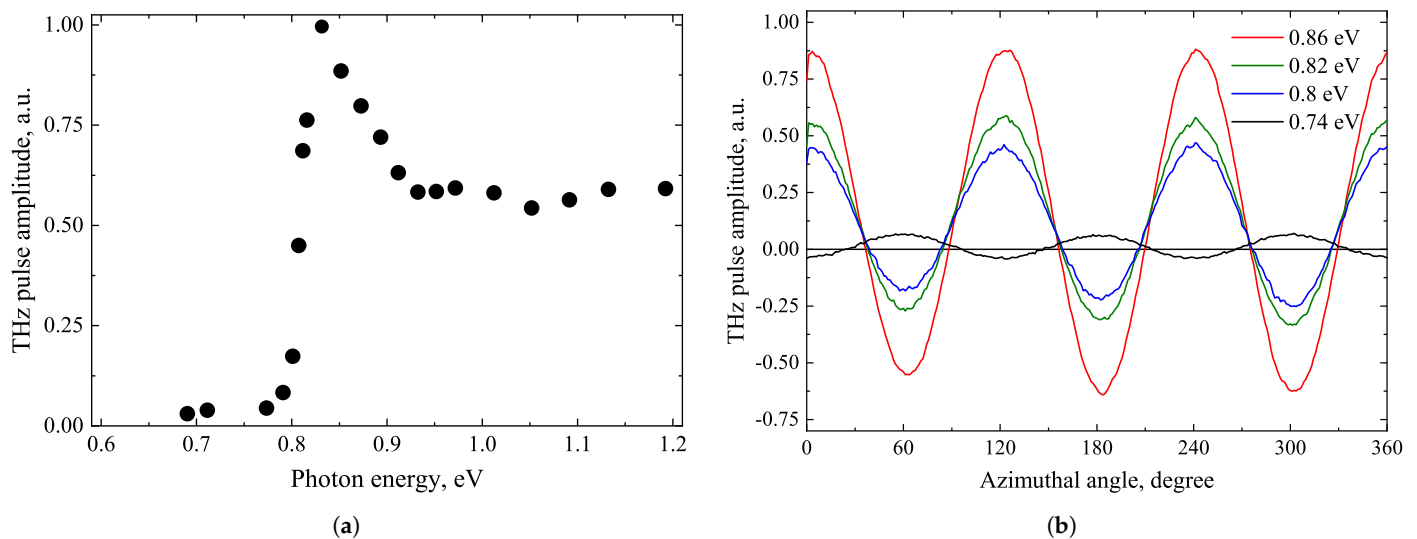 THz pulse amplitude, a.u.
1.00
0.75
0.50
0.25
0.00
0.6 0.7 0.8 0.9 1.0 1.1 1.2
Photon energy, eV
(a)
THz pulse amplitude, a.u.
1.00
0.75
0.50
0.25
0.00
-0.25
-0.50
-0.75
0.86 eV
0.82 eV
0.8 eV
0.74 eV
0 60 120 180 240 300 360
Azimuthal angle, degree
(b)